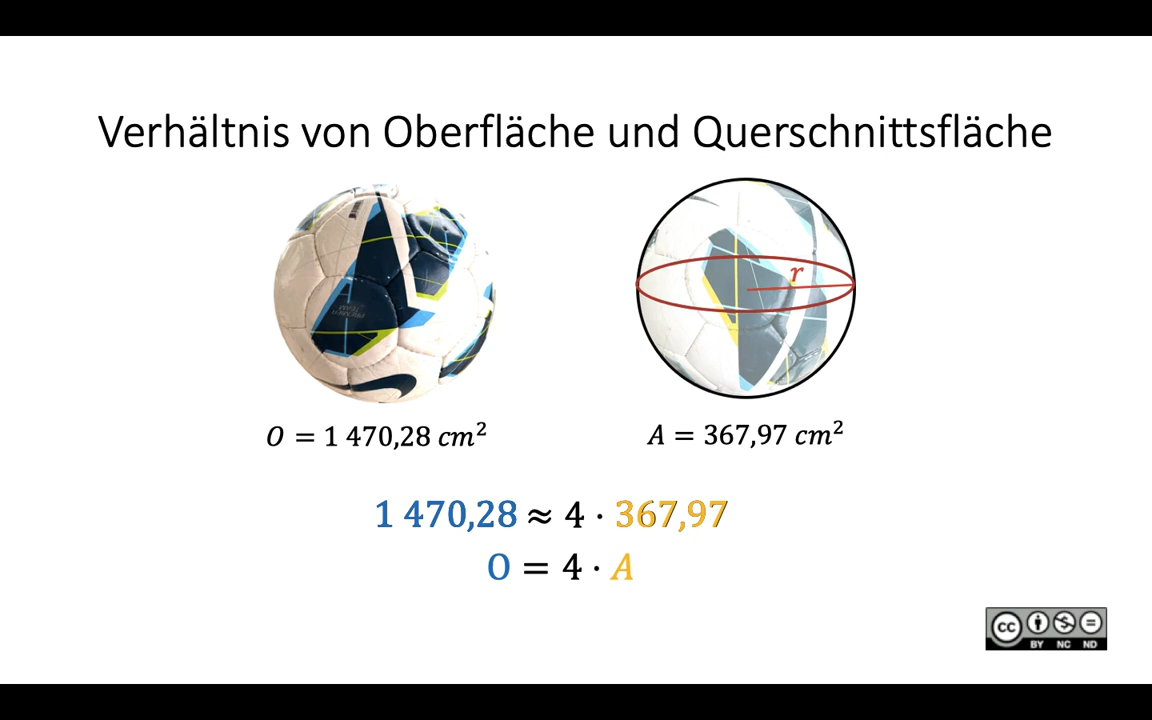 Verhältnis von Oberfläche und Querschnittsfläche
r
O = 1 470,28 cm²
A = 367,97 cm²
1 470,28 ≈ 4 · 367,97
O = 4 · A
cc
BY NC ND